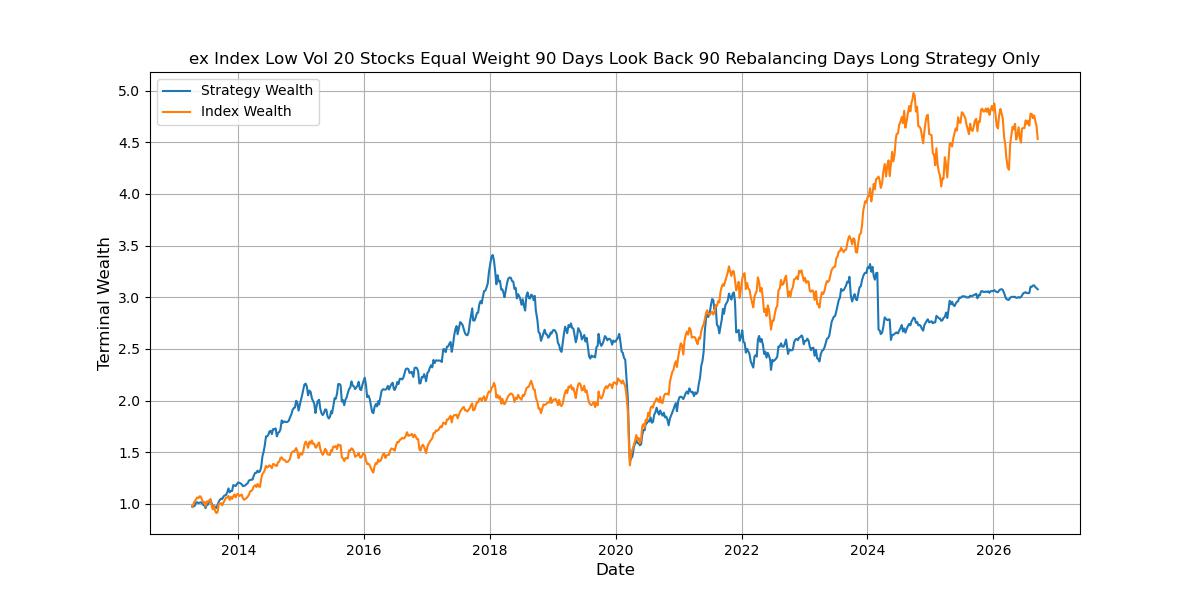 ex Index Low Vol 20 Stocks Equal Weight 90 Days Look Back 90 Rebalancing Days Long Strategy Only
Strategy Wealth
Index Wealth
Terminal Wealth
5.0
4.5
4.0
3.5
3.0
2.5
2.0
1.5
1.0
2014 2016 2018 2020 2022 2024 2026
Date